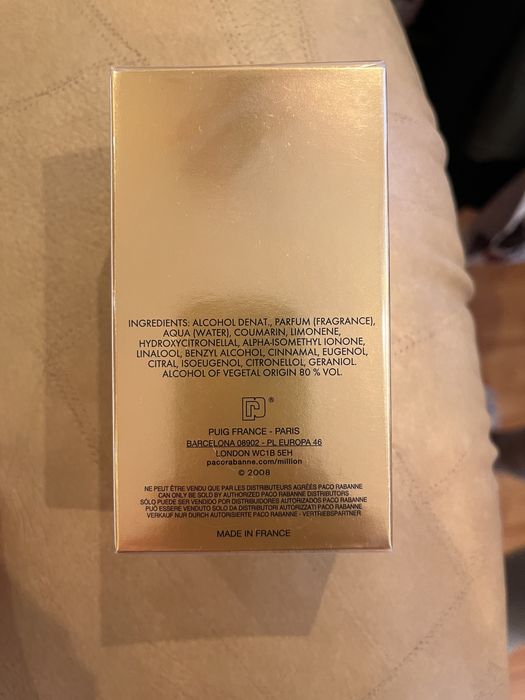 INGREDIENTS: ALCOHOL DENAT., PARFUM (FRAGRANCE),
AQUA (WATER), COUMARIN, LIMONENE,
HYDROXYCITRONELLAL, ALPHA-ISOMETHYL IONONE,
LINALOOL, BENZYL ALCOHOL, CINNAMAL, EUGENOL,
CITRAL, ISOEUGENOL, CITRONELLOL, GERANIOL.
ALCOHOL OF VEGETAL ORIGIN 80 % VOL.
®
PUIG FRANCE - PARIS
BARCELONA 08902 - PL EUROPA 46
LONDON WC1B 5EH
pacorabanne.com/million
© 2008
NE PEUT ÊTRE VENDU QUE PAR LES DISTRIBUTEURS AGRÉÉS PACO RABANNE
CAN ONLY BE SOLD BY AUTHORIZED PACO RABANNE DISTRIBUTORS
SÓLO PUEDE SER VENDIDO POR DISTRIBUIDORES AUTORIZADOS PACO RABANNE
PUÒ ESSERE VENDUTO SOLO DA DISTRIBUTORI AUTORIZZATI PACO RABANNE
VERKAUF NUR DURCH AUTORISIERTE PACO RABANNE - VERTRIEBSPARTNER
MADE IN FRANCE